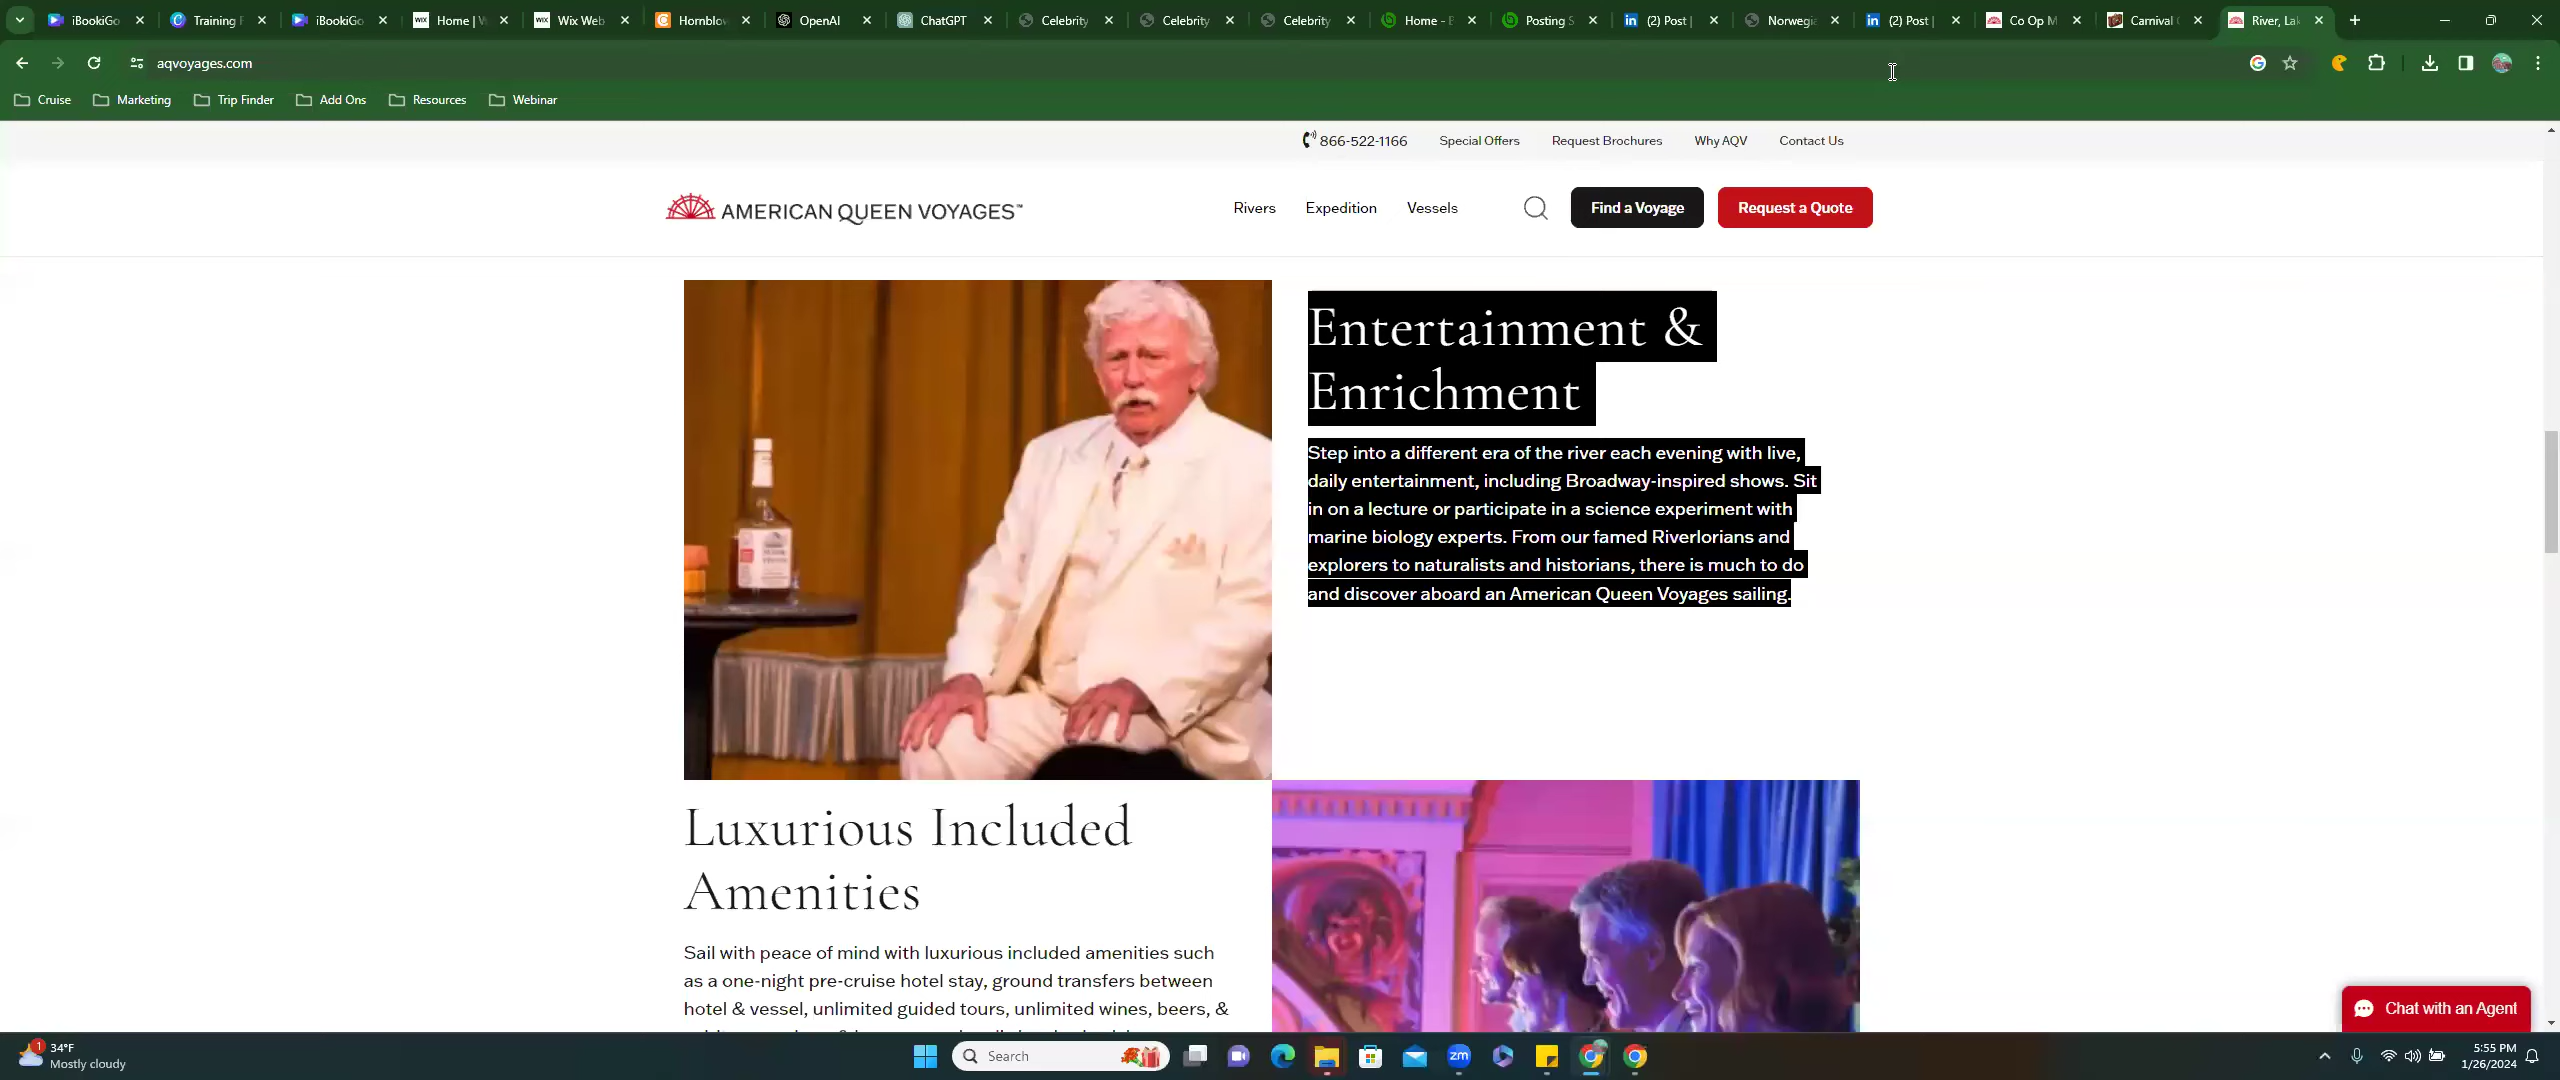 iBookiGo
Training F
iBookiGo
Home | W
Wix Web
Hornblow
OpenAI
ChatGPT
Celebrity
Celebrity
Celebrity
Home - B
Posting S
(2) Post |
Norwegia
(2) Post |
Co Op M
Carnival C
River, Lak
aqvoyages.com
Cruise
Marketing
Trip Finder
Add Ons
Resources
Webinar
866-522-1166
Special Offers
Request Brochures
Why AQV
Contact Us
AMERICAN QUEEN VOYAGES™
Rivers
Expedition
Vessels
Find a Voyage
Request a Quote
Entertainment &
Enrichment
Step into a different era of the river each evening with live,
daily entertainment, including Broadway-inspired shows. Sit
in on a lecture or participate in a science experiment with
marine biology experts. From our famed Riverlorians and
explorers to naturalists and historians, there is much to do
and discover aboard an American Queen Voyages sailing.
Luxurious Included
Amenities
Sail with peace of mind with luxurious included amenities such
as a one-night pre-cruise hotel stay, ground transfers between
hotel & vessel, unlimited guided tours, unlimited wines, beers, &
Chat with an Agent
1
34°F
Mostly cloudy
Search
zm
5:55 PM
1/26/2024